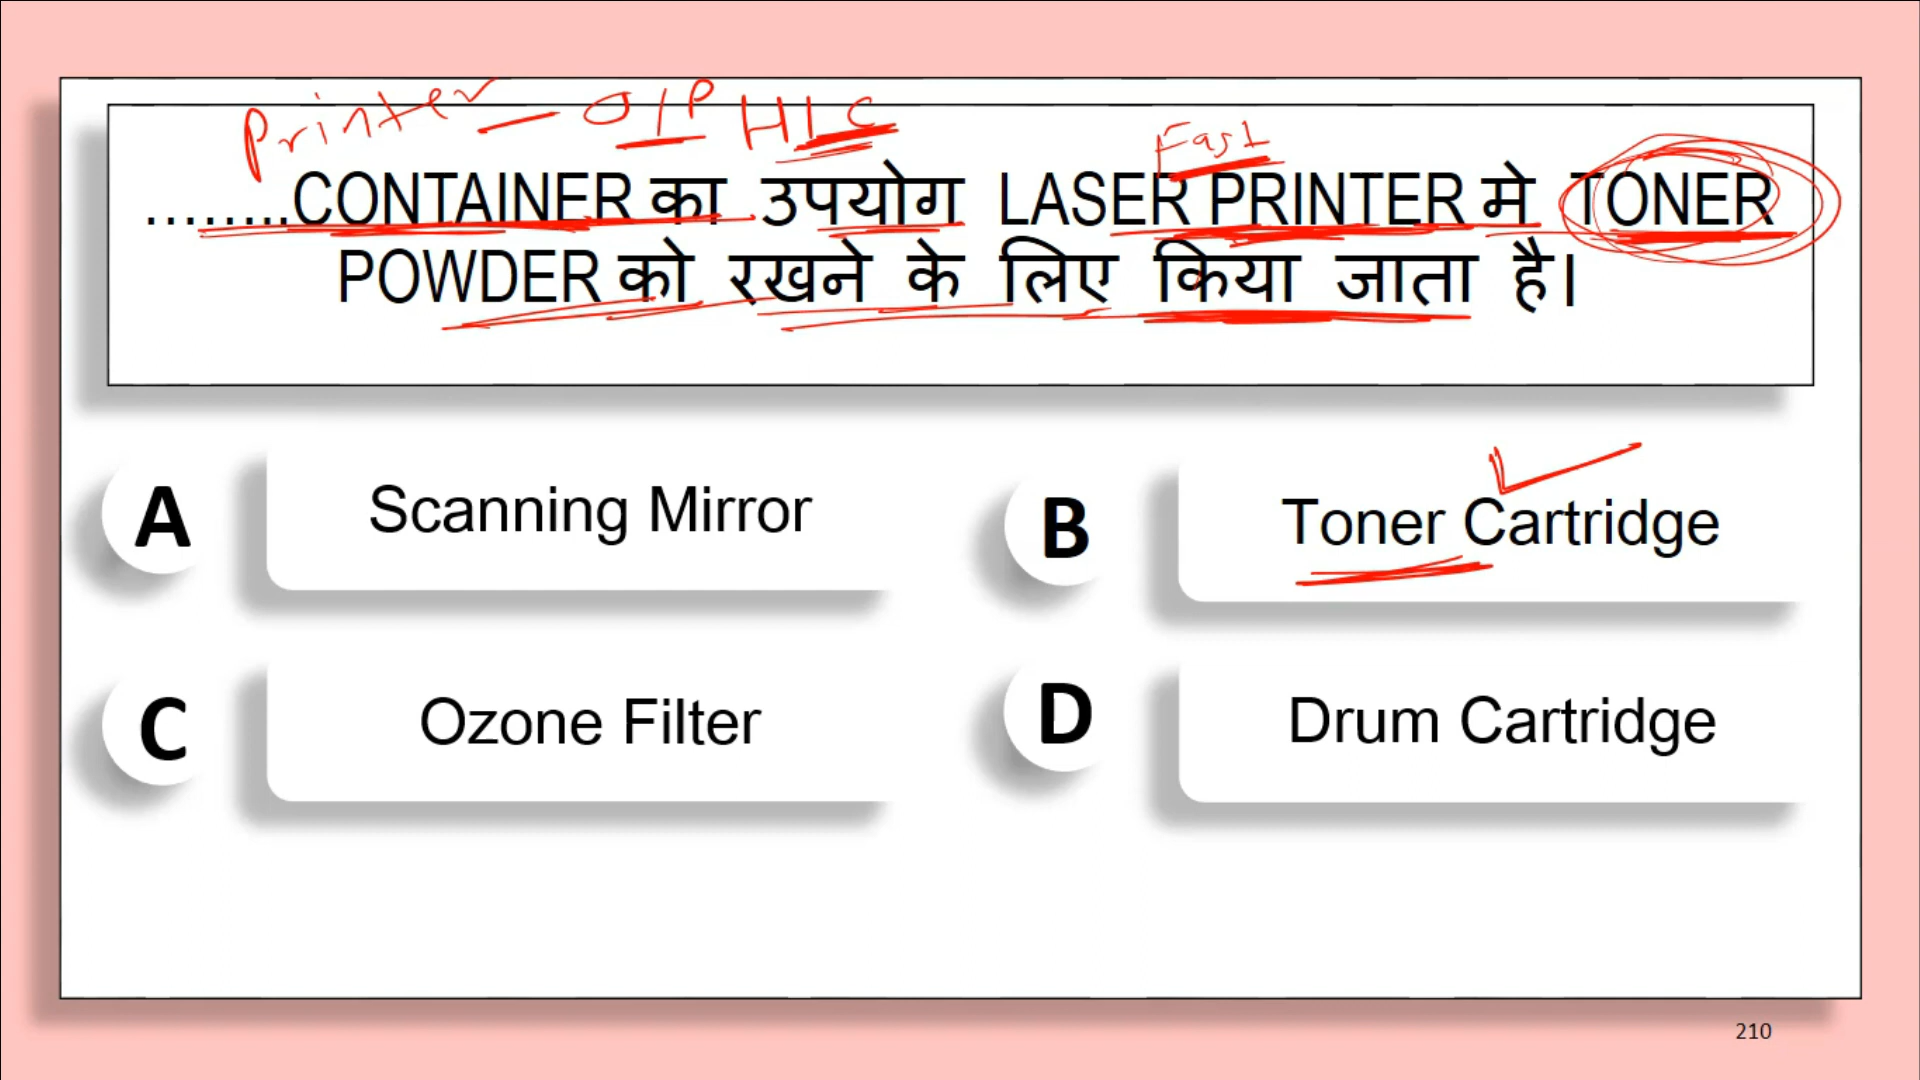 Printer - O/P H/C
Fast
........CONTAINER का उपयोग LASER PRINTER मे TONER
POWDER को रखने के लिए किया जाता है।
A Scanning Mirror
B Toner Cartridge
C Ozone Filter
D Drum Cartridge
210